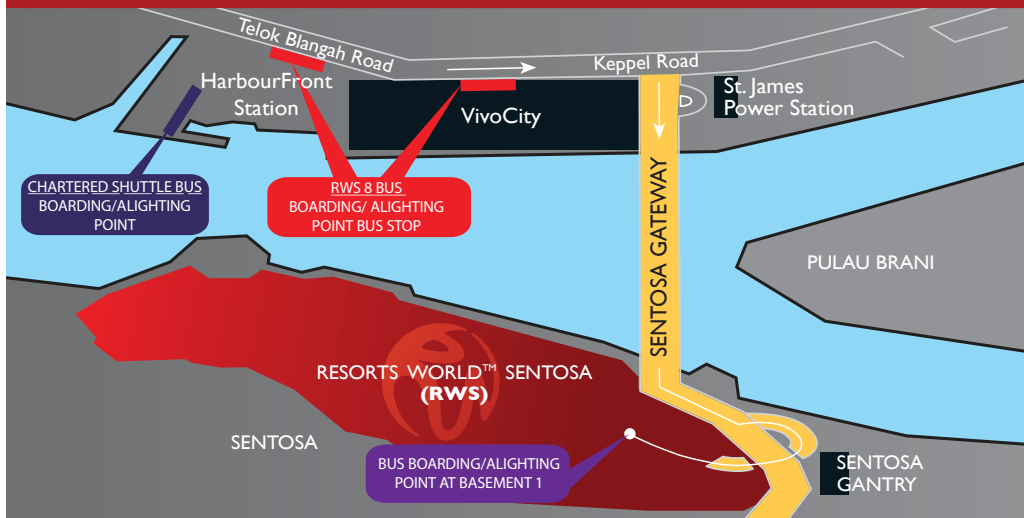 Telok Blangah Road
Keppel Road
HarbourFront
Station
VivoCity
St. James
Power Station
CHARTERED SHUTTLE BUS
BOARDING/ALIGHTING
POINT
RWS 8 BUS
BOARDING/ ALIGHTING
POINT BUS STOP
SENTOSA GATEWAY
PULAU BRANI
RESORTS WORLD™ SENTOSA
(RWS)
SENTOSA
BUS BOARDING/ALIGHTING
POINT AT BASEMENT 1
SENTOSA
GANTRY